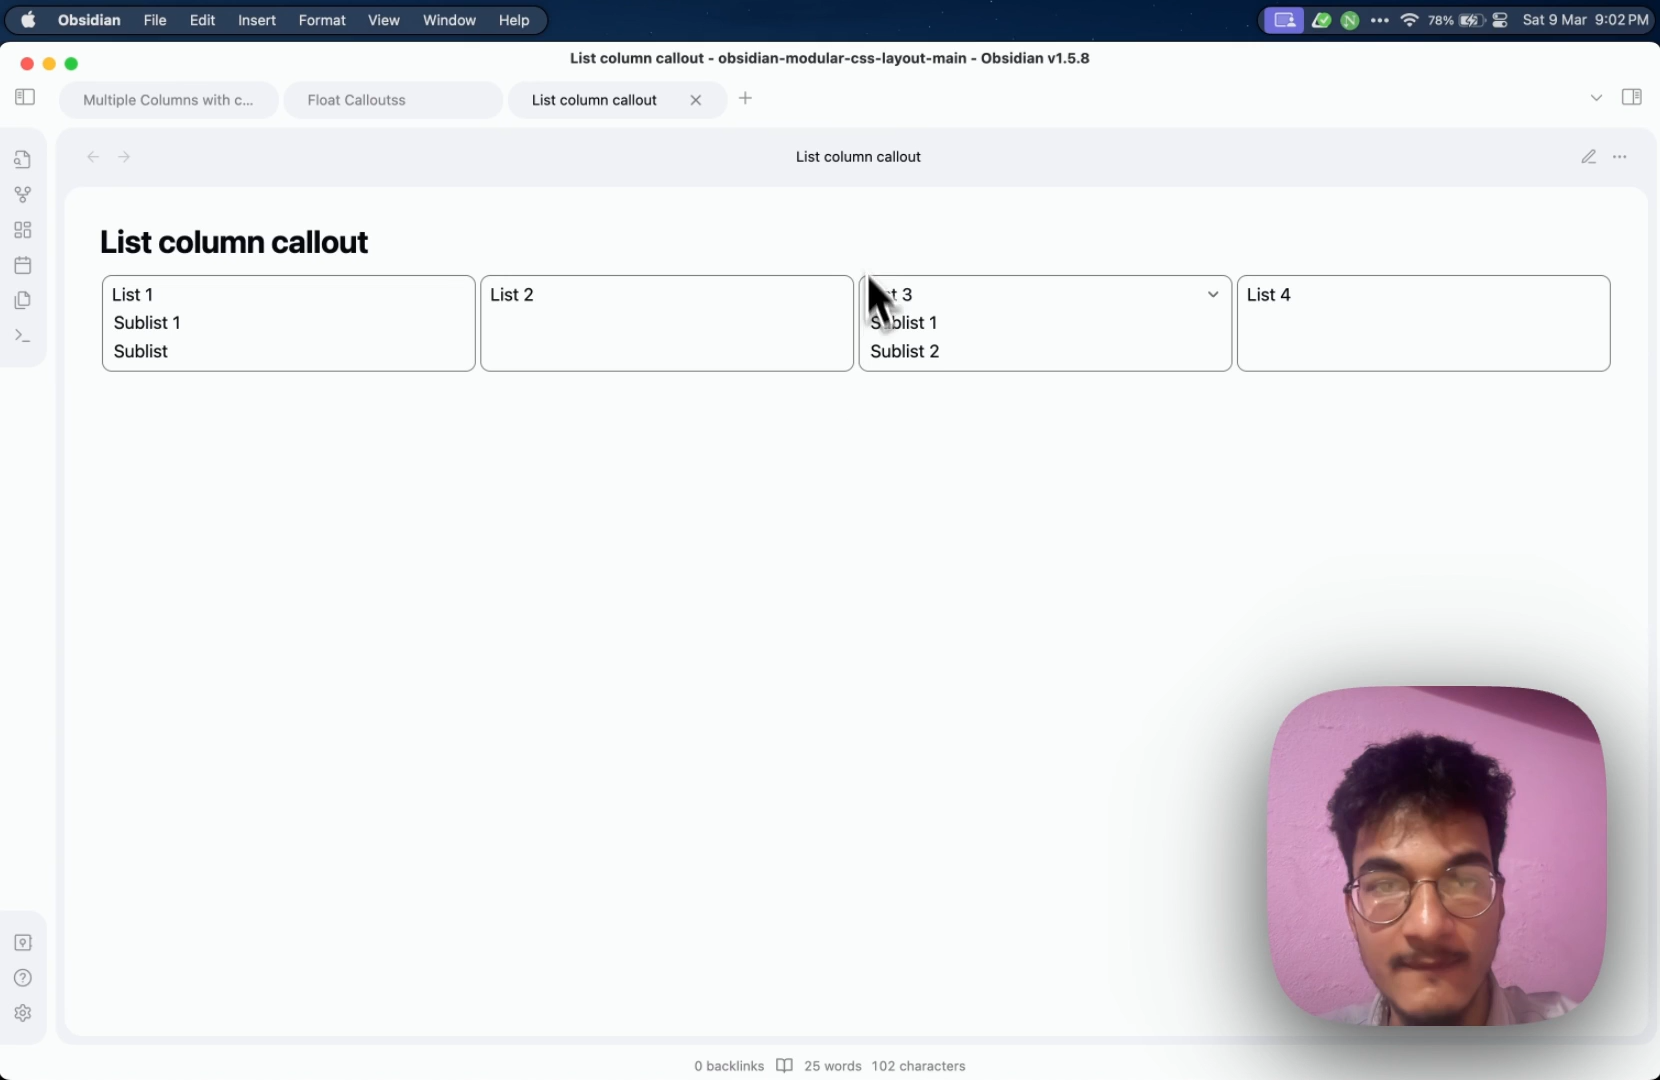 Obsidian File Edit Insert Format View Window Help
78% Sat 9 Mar 9:02 PM
List column callout - obsidian-modular-css-layout-main - Obsidian v1.5.8
Multiple Columns with c... Float Calloutss List column callout
List column callout
List column callout
List 1 List 2 3 List 4
Sublist 1 1
Sublist Sublist 2
0 backlinks 25 words 102 characters